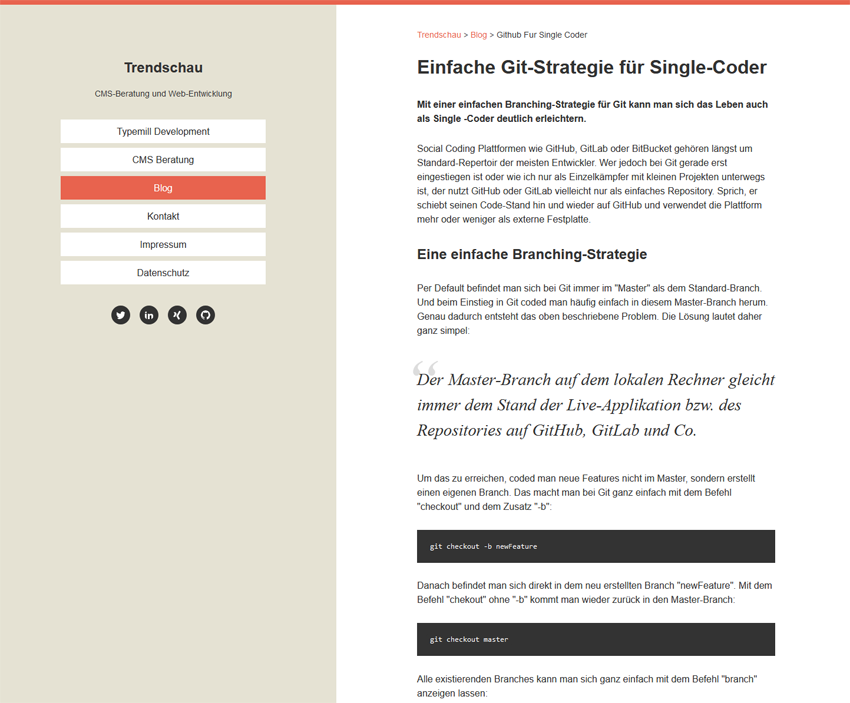 Trendschau
CMS-Beratung und Web-Entwicklung
Typemill Development
CMS Beratung
Blog
Kontakt
Impressum
Datenschutz
Trendschau > Blog > Github Fur Single Coder
Einfache Git-Strategie für Single-Coder
Mit einer einfachen Branching-Strategie für Git kann man sich das Leben auch
als Single -Coder deutlich erleichtern.
Social Coding Plattformen wie GitHub, GitLab oder BitBucket gehören längst um
Standard-Repertoir der meisten Entwickler. Wer jedoch bei Git gerade erst
eingestiegen ist oder wie ich nur als Einzelkämpfer mit kleinen Projekten unterwegs
ist, der nutzt GitHub oder GitLab vielleicht nur als einfaches Repository. Sprich, er
schiebt seinen Code-Stand hin und wieder auf GitHub und verwendet die Plattform
mehr oder weniger als externe Festplatte.
Eine einfache Branching-Strategie
Per Default befindet man sich bei Git immer im "Master" als dem Standard-Branch.
Und beim Einstieg in Git coded man häufig einfach in diesem Master-Branch herum.
Genau dadurch entsteht das oben beschriebene Problem. Die Lösung lautet daher
ganz simpel:
“
Der Master-Branch auf dem lokalen Rechner gleicht
immer dem Stand der Live-Applikation bzw. des
Repositories auf GitHub, GitLab und Co.
Um das zu erreichen, coded man neue Features nicht im Master, sondern erstellt
einen eigenen Branch. Das macht man bei Git ganz einfach mit dem Befehl
"checkout" und dem Zusatz "-b":
git checkout -b newFeature
Danach befindet man sich direkt in dem neu erstellten Branch "newFeature". Mit dem
Befehl "chekout" ohne "-b" kommt man wieder zurück in den Master-Branch:
git checkout master
Alle existierenden Branches kann man sich ganz einfach mit dem Befehl "branch"
anzeigen lassen: